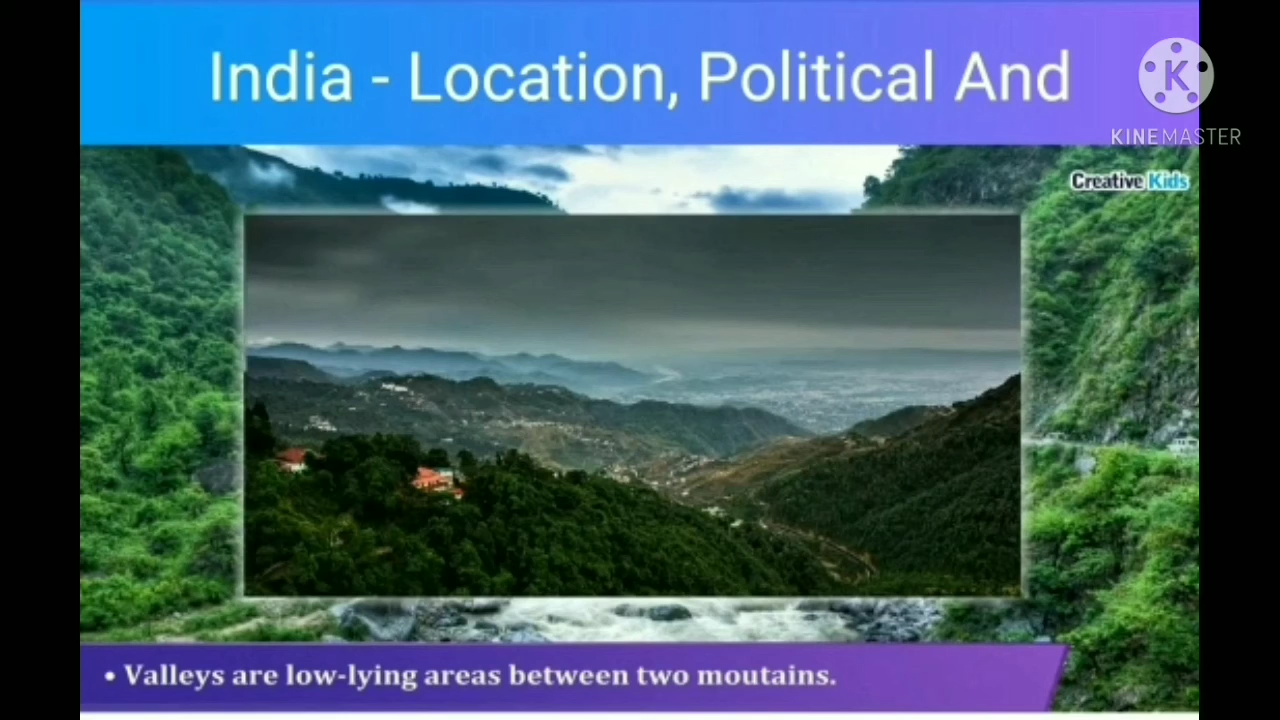 India - Location, Political And
K
KINEMASTER
Creative Kids
• Valleys are low-lying areas between two moutains.